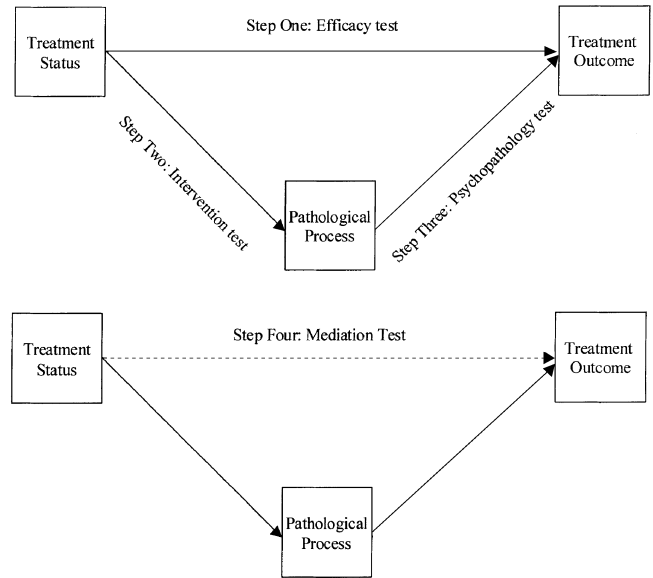 Step One: Efficacy test
Treatment
Status
Treatment
Outcome
Step Two: Intervention test
Step Three: Psychopathology test
Pathological
Process
Step Four: Mediation Test
Treatment
Status
Treatment
Outcome
Pathological
Process